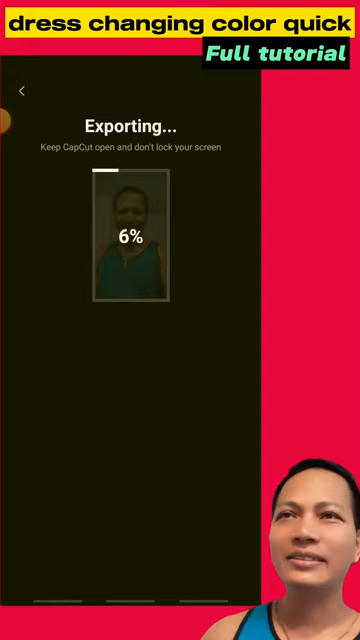 dress changing color quick
Full tutorial
Exporting...
Keep CapCut open and don't lock your screen
6%